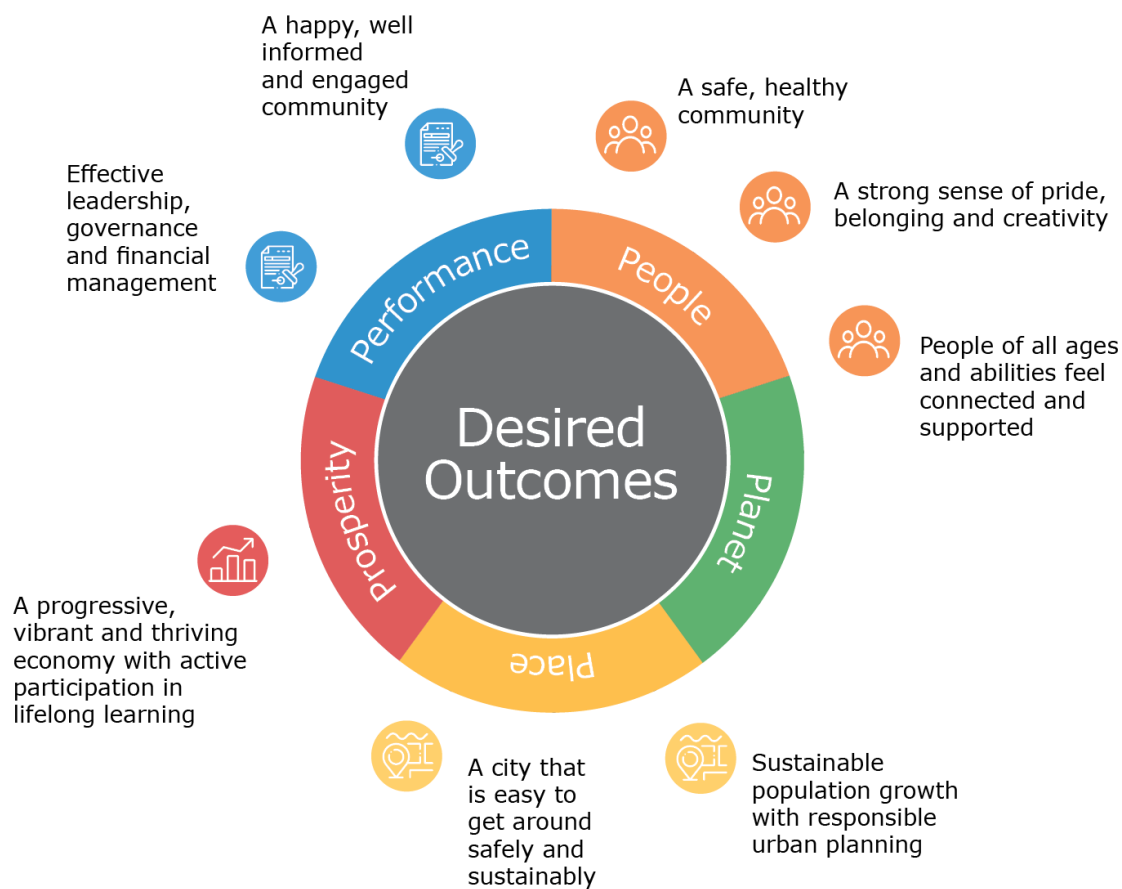 A happy, well
informed
and engaged
community
A safe, healthy
community
A strong sense of pride,
belonging and creativity
People of all ages
and abilities feel
connected and
supported
Effective
leadership,
governance
and financial
management
Performance
People
Planet
Place
Prosperity
Desired
Outcomes
A progressive,
vibrant and thriving
economy with active
participation in
lifelong learning
A city that
is easy to
get around
safely and
sustainably
Sustainable
population growth
with responsible
urban planning